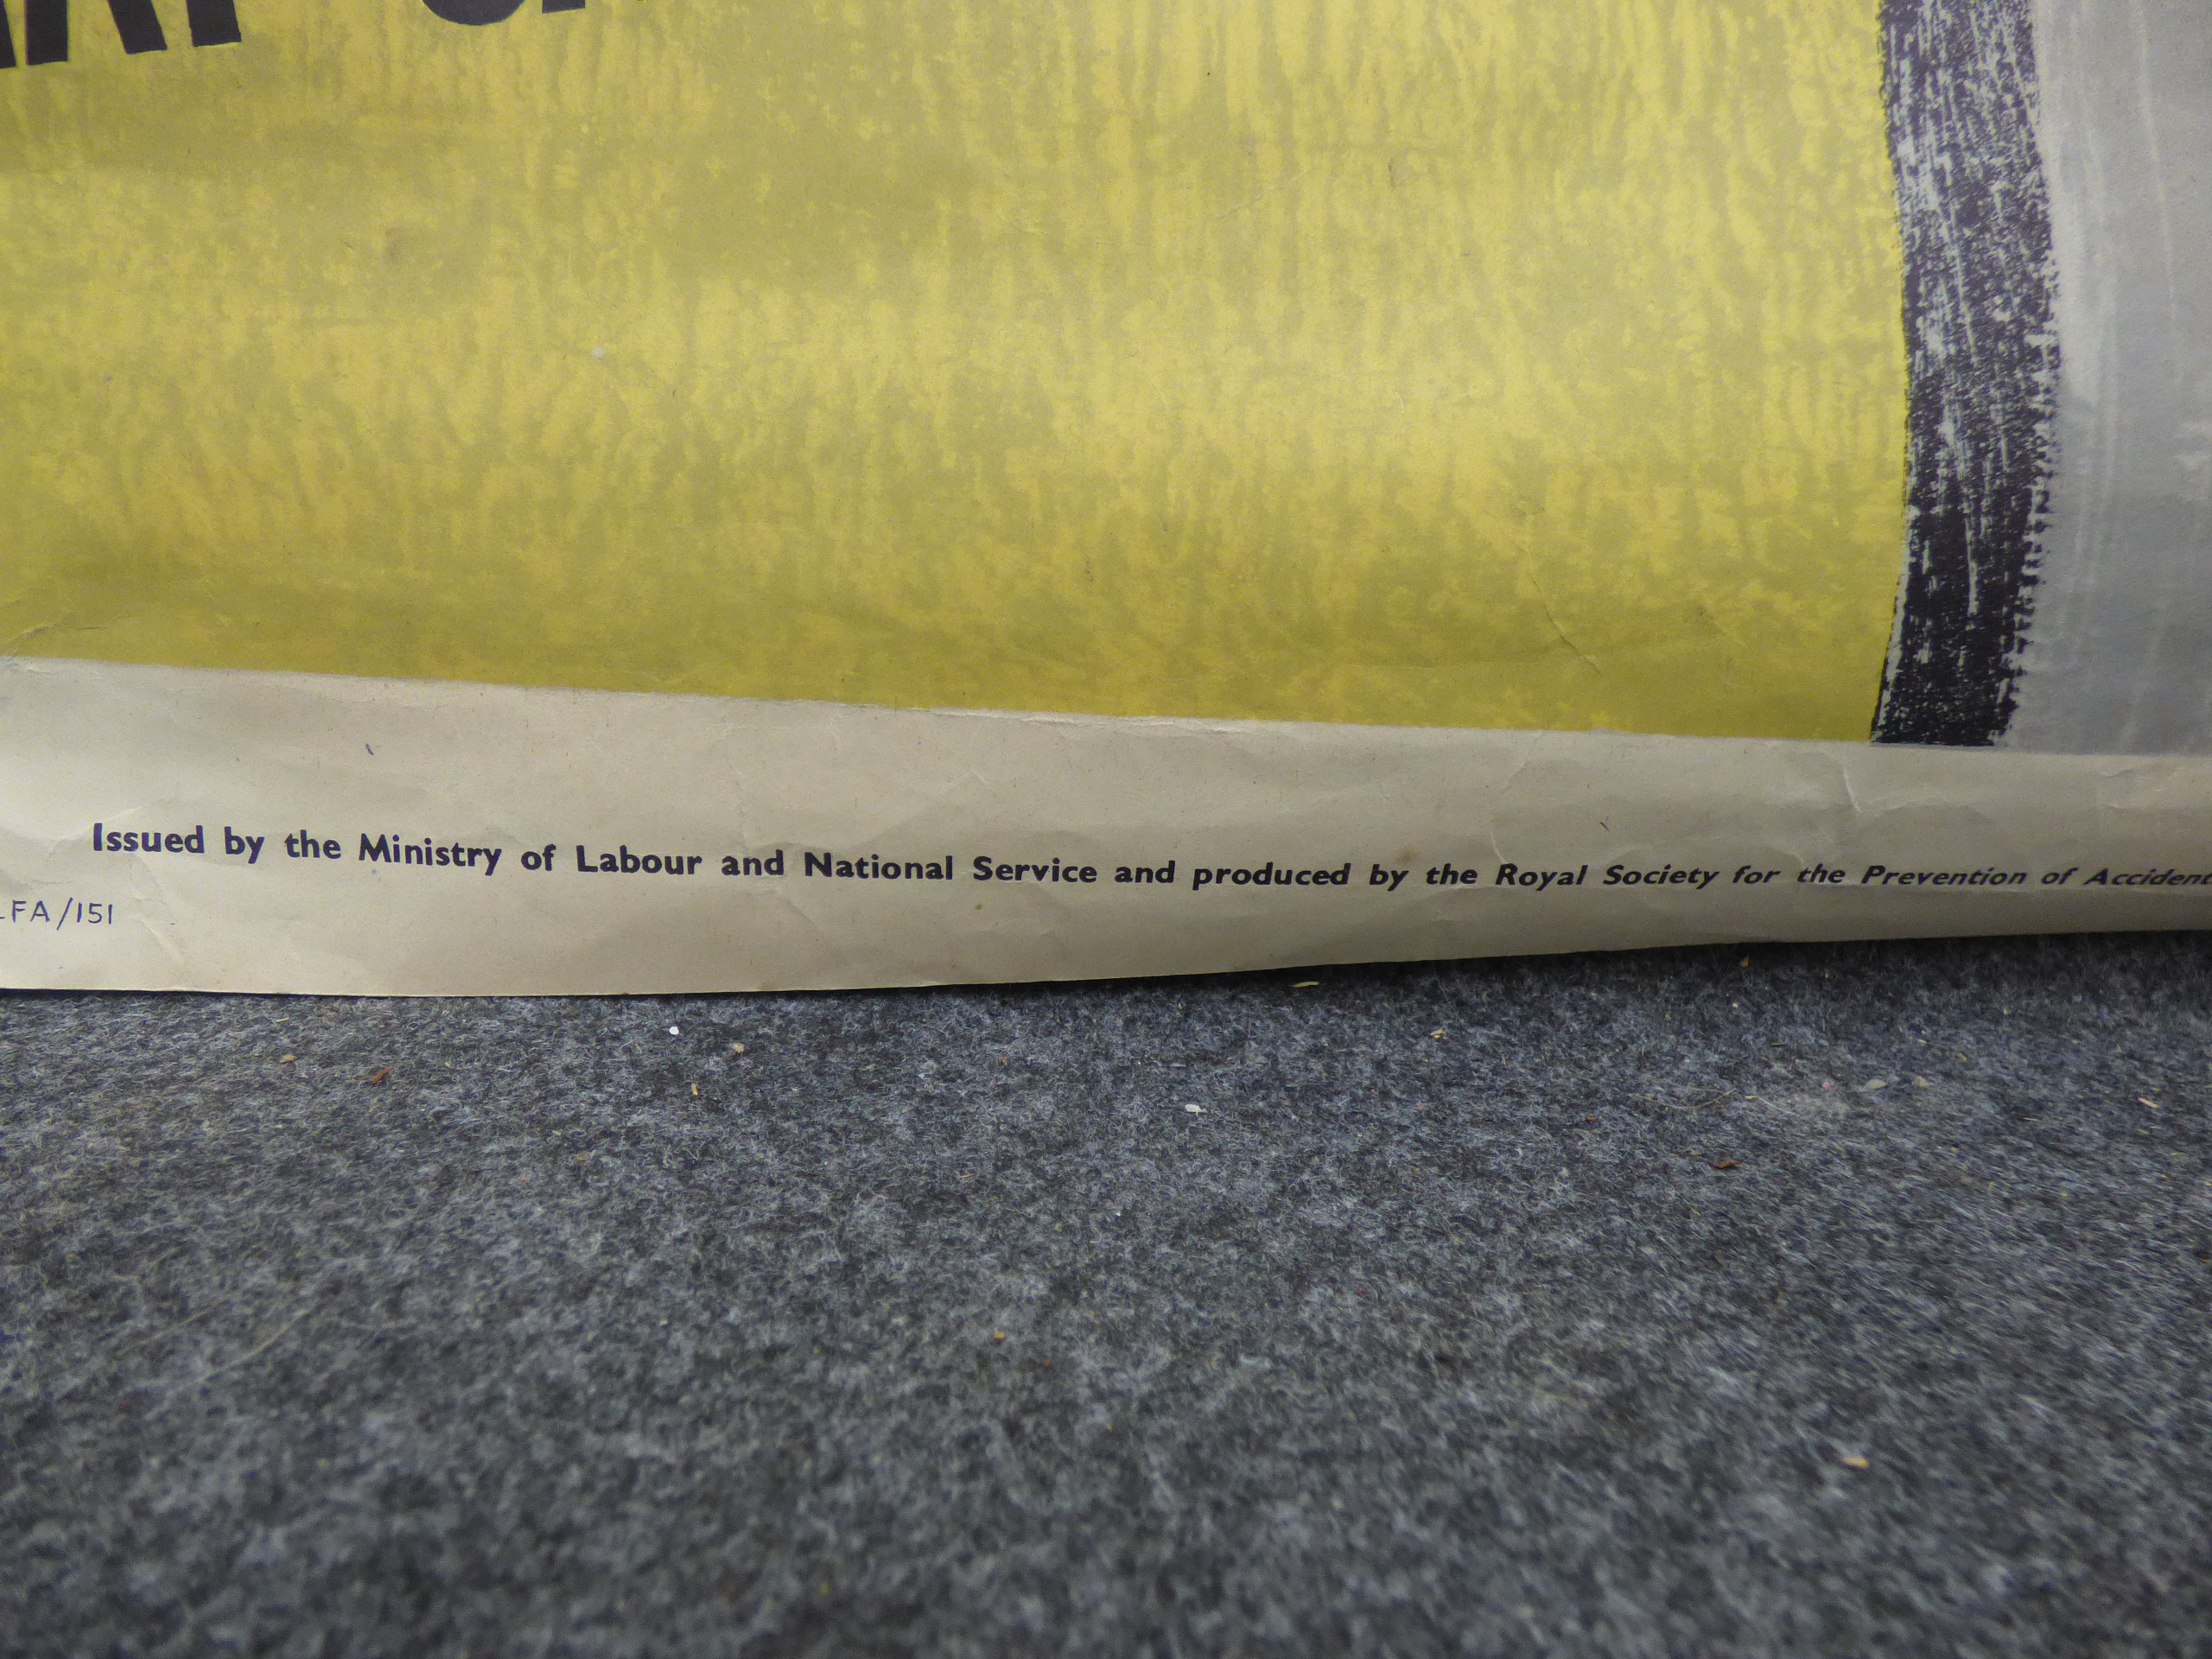 Issued by the Ministry of Labour and National Service and produced by the Royal Society for the Prevention of Accident
FA/151